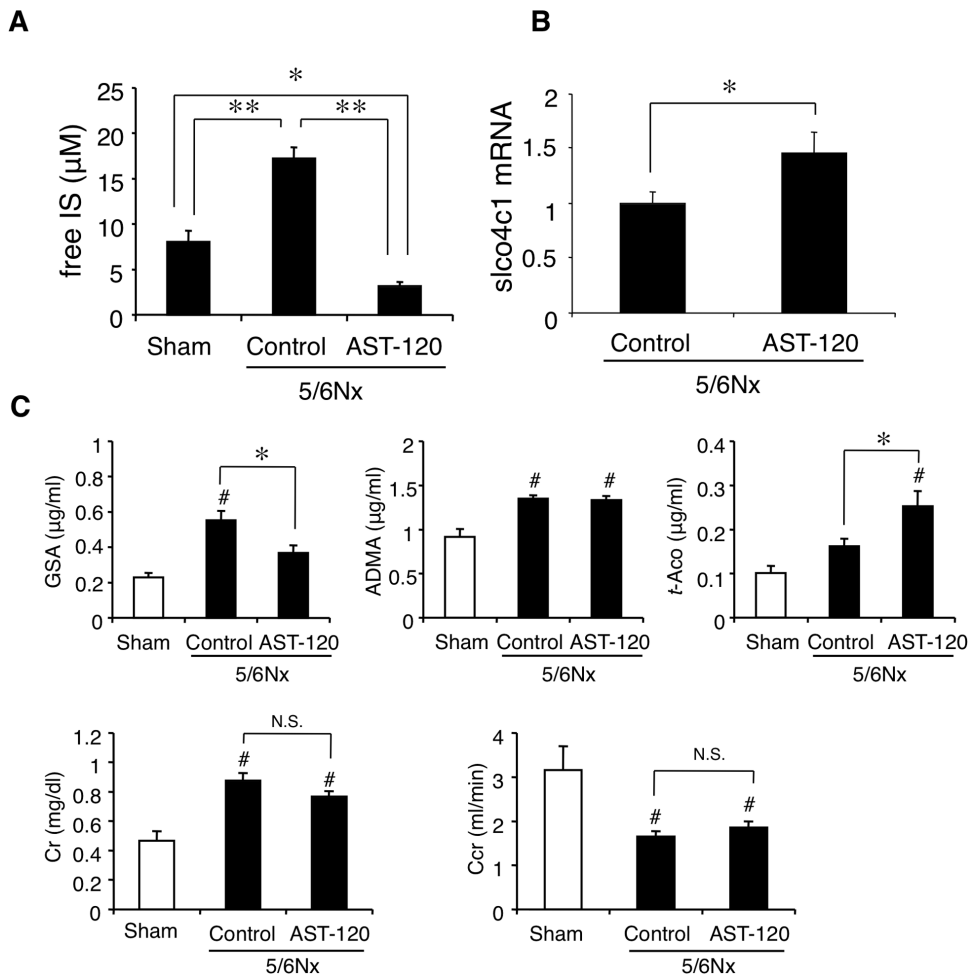 A
free IS (μM)
25
20
15
10
5
0
*
** **
Sham Control AST-120
5/6Nx
B
slco4c1 mRNA
2
1.5
1
0.5
0
*
Control AST-120
5/6Nx
C
GSA (μg/ml)
1
0.8
0.6
0.4
0.2
0
*
#
Sham Control AST-120
5/6Nx
ADMA (μg/ml)
2
1.5
1
0.5
0
# #
Sham Control AST-120
5/6Nx
t-Aco (μg/ml)
0.4
0.3
0.2
0.1
0
*
#
Sham Control AST-120
5/6Nx
Cr (mg/dl)
1.2
1
0.8
0.6
0.4
0.2
0
N.S.
# #
Sham Control AST-120
5/6Nx
Ccr (ml/min)
4
3
2
1
0
N.S.
# #
Sham Control AST-120
5/6Nx